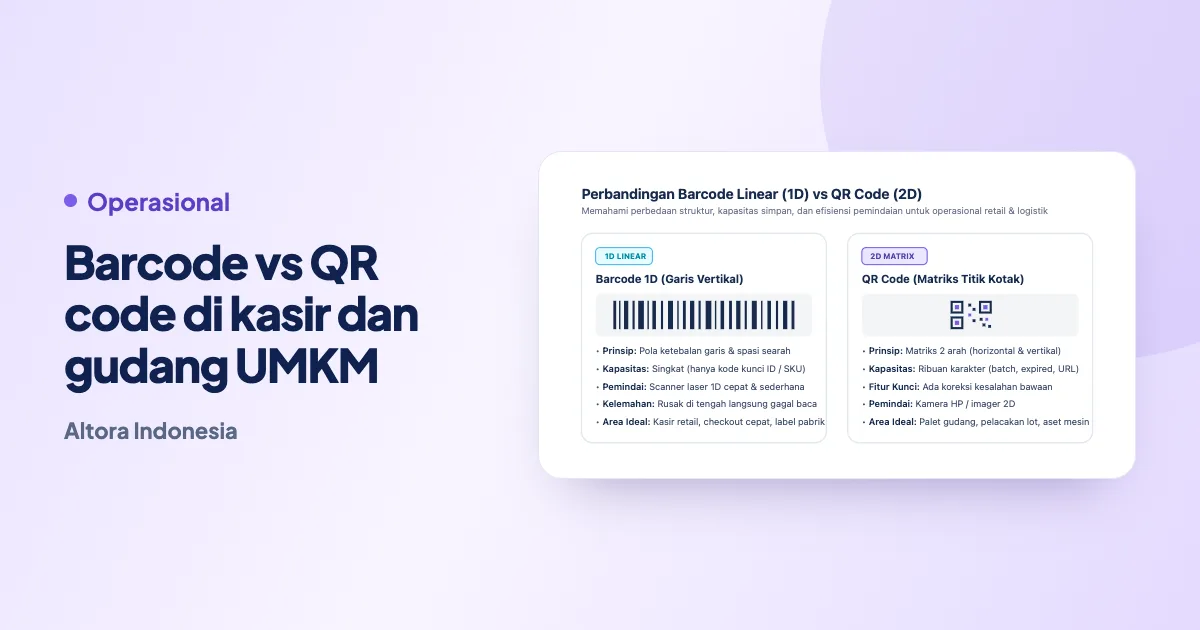 Operasional
Barcode vs QR
code di kasir dan
gudang UMKM
Altora Indonesia
Perbandingan Barcode Linear (1D) vs QR Code (2D)
Memahami perbedaan struktur, kapasitas simpan, dan efisiensi pemindaian untuk operasional retail & logistik
1D LINEAR
Barcode 1D (Garis Vertikal)
• Prinsip: Pola ketebalan garis & spasi searah
• Kapasitas: Singkat (hanya kode kunci ID / SKU)
• Pemindai: Scanner laser 1D cepat & sederhana
• Kelemahan: Rusak di tengah langsung gagal baca
• Area Ideal: Kasir retail, checkout cepat, label pabrik
2D MATRIX
QR Code (Matriks Titik Kotak)
• Prinsip: Matriks 2 arah (horizontal & vertikal)
• Kapasitas: Ribuan karakter (batch, expired, URL)
• Fitur Kunci: Ada koreksi kesalahan bawaan
• Pemindai: Kamera HP / imager 2D
• Area Ideal: Palet gudang, pelacakan lot, aset mesin